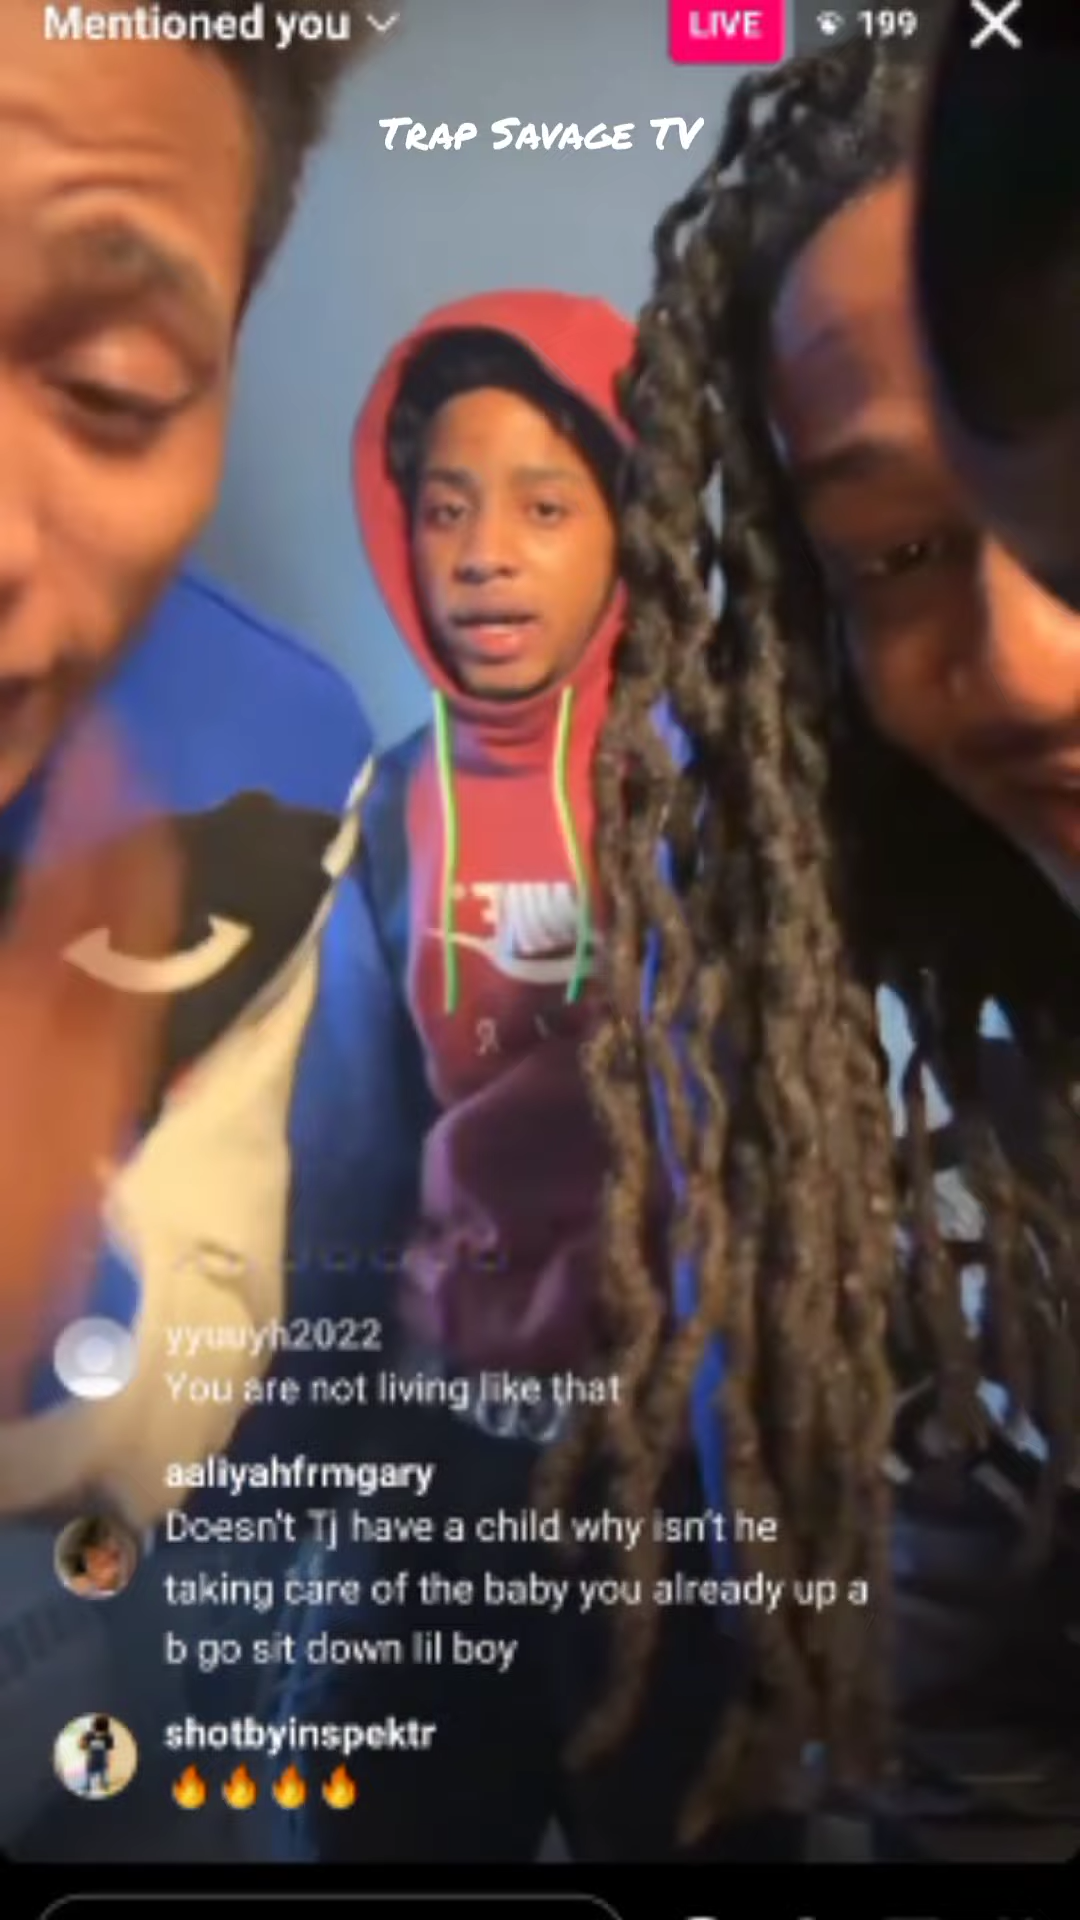 Mentioned you
LIVE
199
TRAP SAVAGE TV
NIKE
yyuuyh2022
You are not living like that
aaliyahfrmgary
Doesn't Tj have a child why isn't he
taking care of the baby you already up a
b go sit down lil boy
shotbyinspektr
🔥🔥🔥🔥